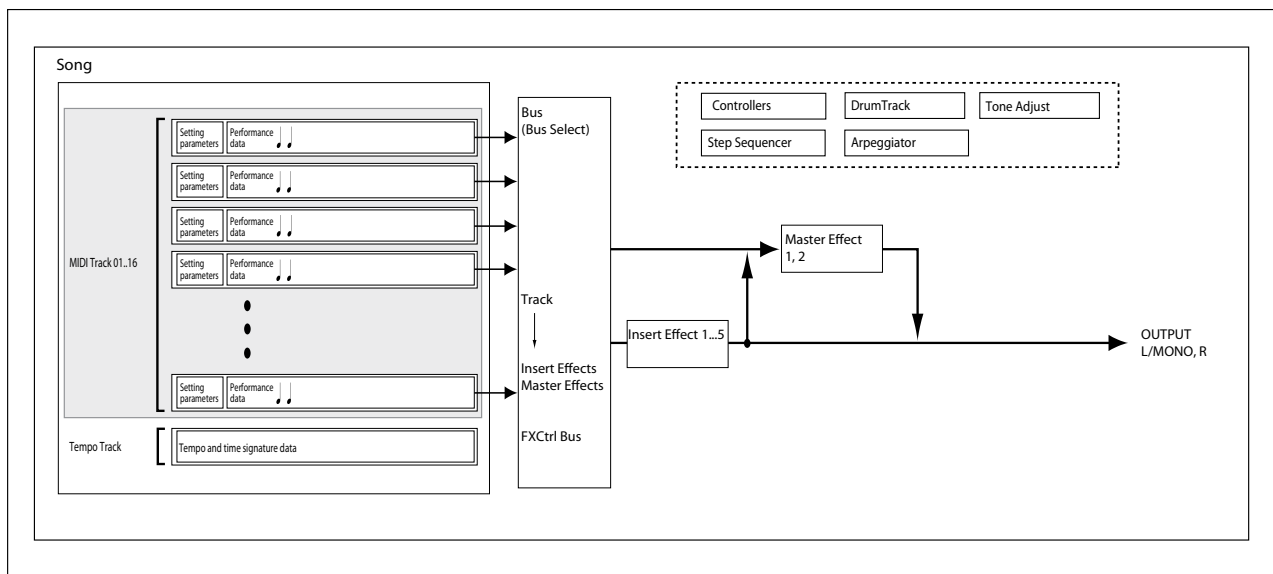 Song
MIDI Track 01..16
Setting
parameters
Performance
data
Setting
parameters
Performance
data
Setting
parameters
Performance
data
Setting
parameters
Performance
data
Setting
parameters
Performance
data
Tempo Track
Tempo and time signature data
Bus
(Bus Select)
Track
Insert Effects
Master Effects
FXCtrl Bus
Controllers
DrumTrack
Tone Adjust
Step Sequencer
Arpeggiator
Master Effect
1, 2
Insert Effect 1...5
OUTPUT
L/MONO, R